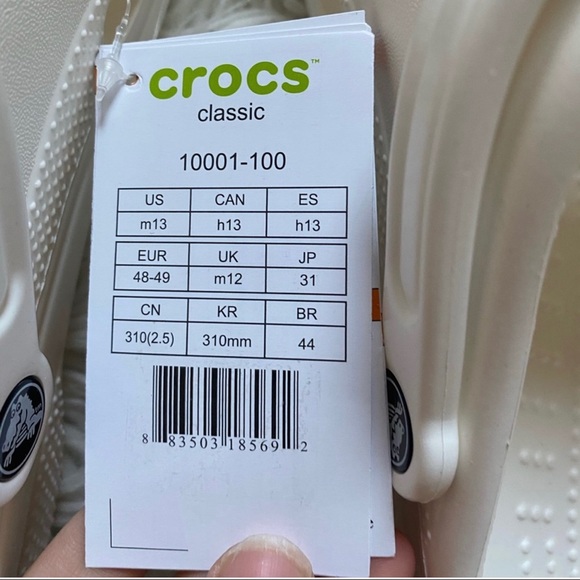 crocs™
classic
10001-100
US CAN ES
m13 h13 h13
EUR UK JP
48-49 m12 31
CN KR BR
310(2.5) 310mm 44
8 83503 18569 2
e